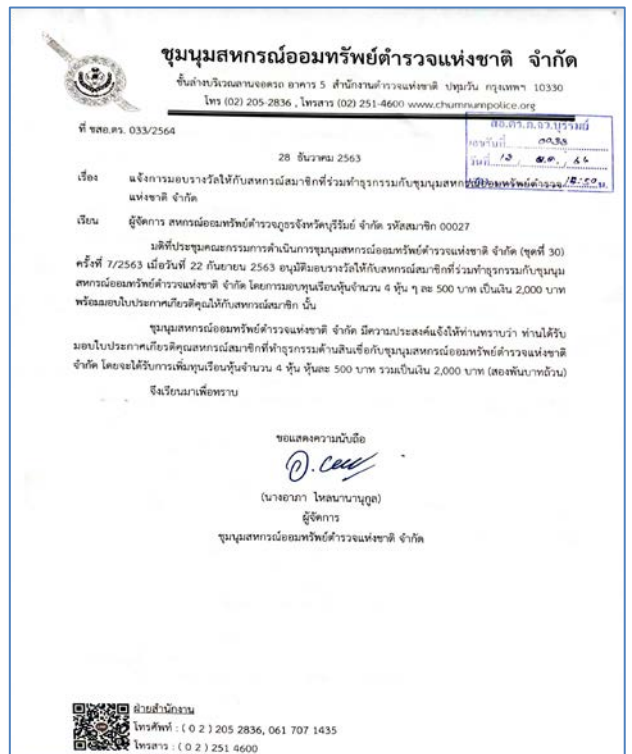 ชุมนุมสหกรณ์ออมทรัพย์ตำรวจแห่งชาติ จำกัด
ชั้นล่างบริเวณลานจอดรถ อาคาร 5 สำนักงานตำรวจแห่งชาติ ปทุมวัน กรุงเทพฯ 10330
โทร (02) 205-2836 , โทรสาร (02) 251-4600 www.chumnumpolice.org
ที่ ชสอ.ตร. 033/2564
สอ.ตร.ภ.จว.บุรีรัมย์
28 ธันวาคม 2563
วันที่
เรื่อง แจ้งการมอบรางวัลให้กับสหกรณ์สมาชิกที่ร่วมทำธุรกรรมกับชุมนุมสหกรณ์ออมทรัพย์ตำรวจ
แห่งชาติ จำกัด
เรียน ผู้จัดการ สหกรณ์ออมทรัพย์ตำรวจภูธรจังหวัดบุรีรัมย์ จำกัด รหัสสมาชิก 00027
มติที่ประชุมคณะกรรมการดำเนินการชุมนุมสหกรณ์ออมทรัพย์ตำรวจแห่งชาติ จำกัด (ชุดที่ 30)
ครั้งที่ 7/2563 เมื่อวันที่ 22 กันยายน 2563 อนุมัติมอบรางวัลให้กับสหกรณ์สมาชิกที่ร่วมทำธุรกรรมกับชุมนุม
สหกรณ์ออมทรัพย์ตำรวจแห่งชาติ จำกัด โดยการมอบทุนเรือนหุ้นจำนวน 4 หุ้น ๆ ละ 500 บาท เป็นเงิน 2,000 บาท
พร้อมมอบใบประกาศเกียรติคุณให้กับสหกรณ์สมาชิก นั้น
ชุมนุมสหกรณ์ออมทรัพย์ตำรวจแห่งชาติ จำกัด มีความประสงค์แจ้งให้ท่านทราบว่า ท่านได้รับ
มอบใบประกาศเกียรติคุณสหกรณ์สมาชิกที่ทำธุรกรรมด้านสินเชื่อกับชุมนุมสหกรณ์ออมทรัพย์ตำรวจแห่งชาติ
จำกัด โดยจะได้รับการเพิ่มทุนเรือนหุ้นจำนวน 4 หุ้น หุ้นละ 500 บาท รวมเป็นเงิน 2,000 บาท (สองพันบาทถ้วน)
จึงเรียนมาเพื่อทราบ
ขอแสดงความนับถือ
(นางอาภา ไหลนานานุกูล)
ผู้จัดการ
ชุมนุมสหกรณ์ออมทรัพย์ตำรวจแห่งชาติ จำกัด
ฝ่ายสำนักงาน
โทรศัพท์ : ( 0 2 ) 205 2836, 061 707 1435
โทรสาร : ( 0 2 ) 251 4600